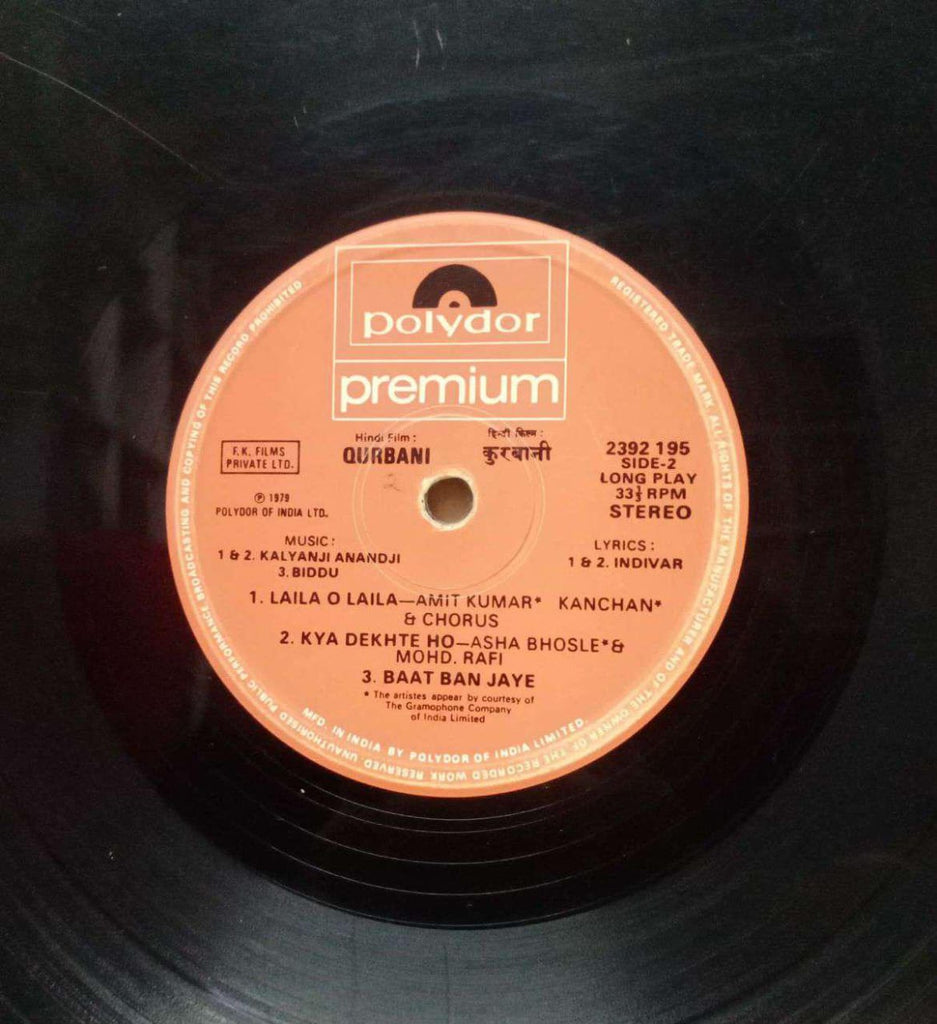 polydor
premium
Hindi Film :
QURBANI
हिन्दी फिल्म :
कुरबानी
F.K. FILMS
PRIVATE LTD.
℗ 1979
POLYDOR OF INDIA LTD.
2392 195
SIDE-2
LONG PLAY
33⅓ RPM
STEREO
MUSIC :
1 & 2. KALYANJI ANANDJI
3. BIDDU
LYRICS :
1 & 2. INDIVAR
1. LAILA O LAILA—AMIT KUMAR* KANCHAN*
& CHORUS
2. KYA DEKHTE HO—ASHA BHOSLE* &
MOHD. RAFI
3. BAAT BAN JAYE
* The artistes appear by courtesy of
The Gramophone Company
of India Limited
MFD. IN INDIA BY POLYDOR OF INDIA LIMITED.
REGISTERED TRADE MARK. ALL RIGHTS OF THE MANUFACTURER AND OF THE OWNER OF THE RECORDED WORK RESERVED. UNAUTHORISED PUBLIC PERFORMANCE BROADCASTING AND COPYING OF THIS RECORD PROHIBITED